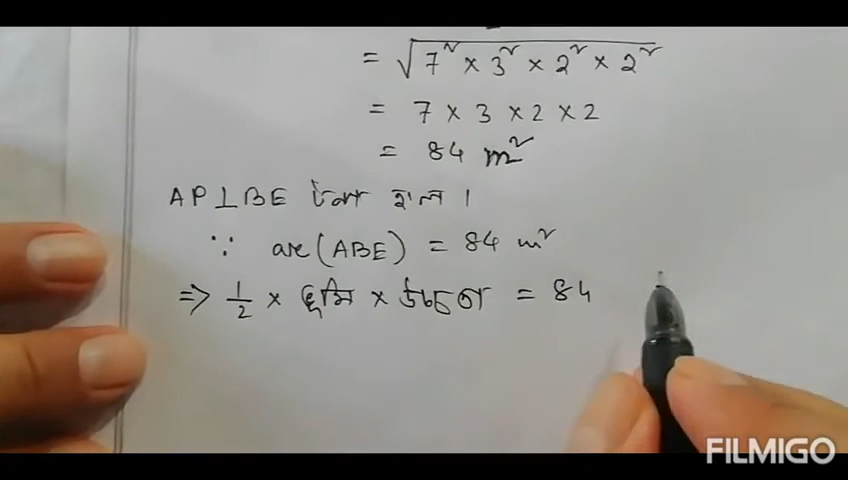 = √7² × 3² × 2² × 2²
= 7 × 3 × 2 × 2
= 84 m²
AP⊥BE টনা হল।
∵ are(ABE) = 84 m²
⇒ 1/2 × ভূমি × উচ্চতা = 84
FILMIGO